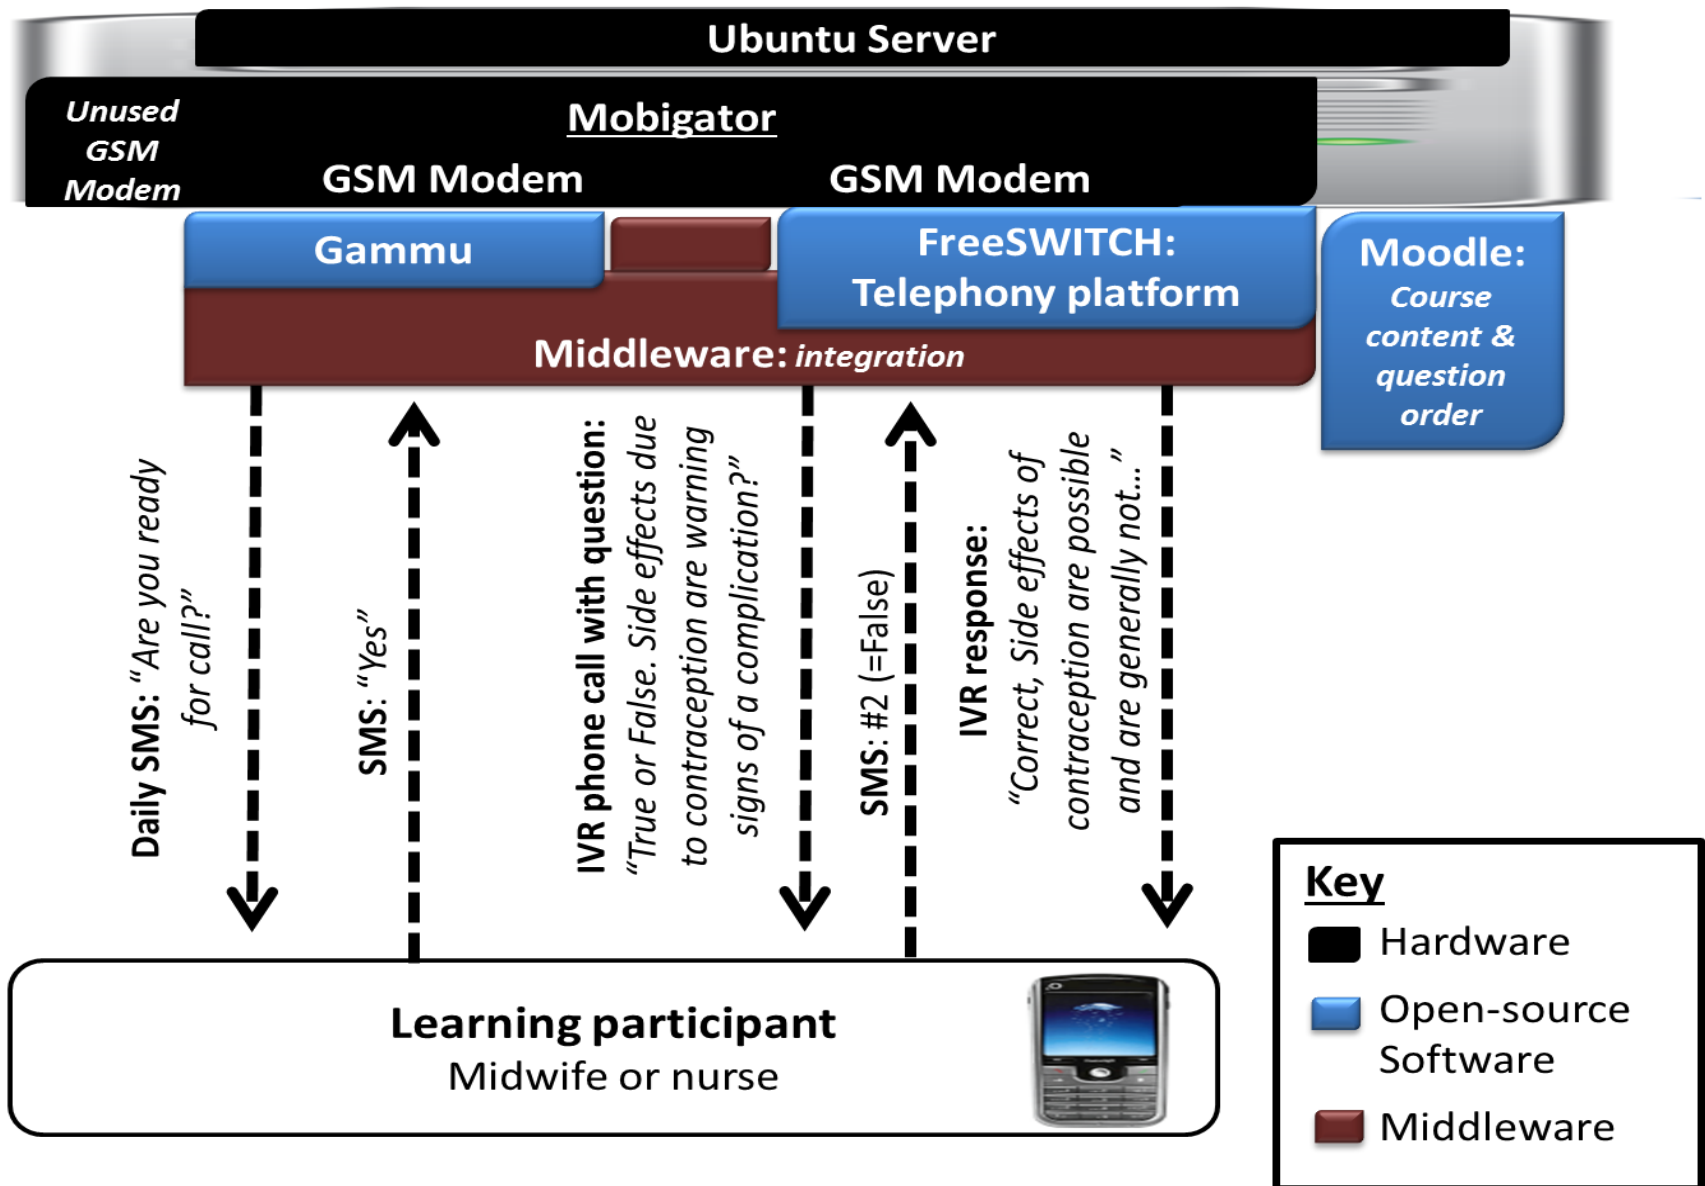 Ubuntu Server
Unused
GSM
Modem
Mobigator
GSM Modem
GSM Modem
Gammu
FreeSWITCH:
Telephony platform
Moodle:
Course
content &
question
order
Middleware: integration
Daily SMS: “Are you ready
for call?”
SMS: “Yes”
IVR phone call with question:
“True or False. Side effects due
to contraception are warning
signs of a complication?”
SMS: #2 (=False)
IVR response:
“Correct, Side effects of
contraception are possible
and are generally not...”
Learning participant
Midwife or nurse
Key
Hardware
Open-source
Software
Middleware